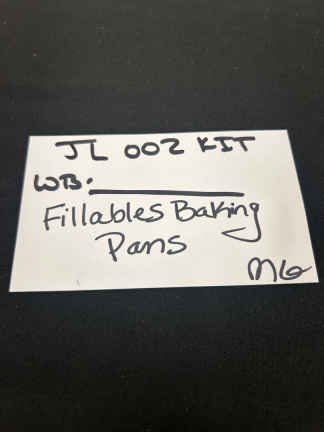 JL 002 KIT
WB.
Fillables Baking
Pans
MG